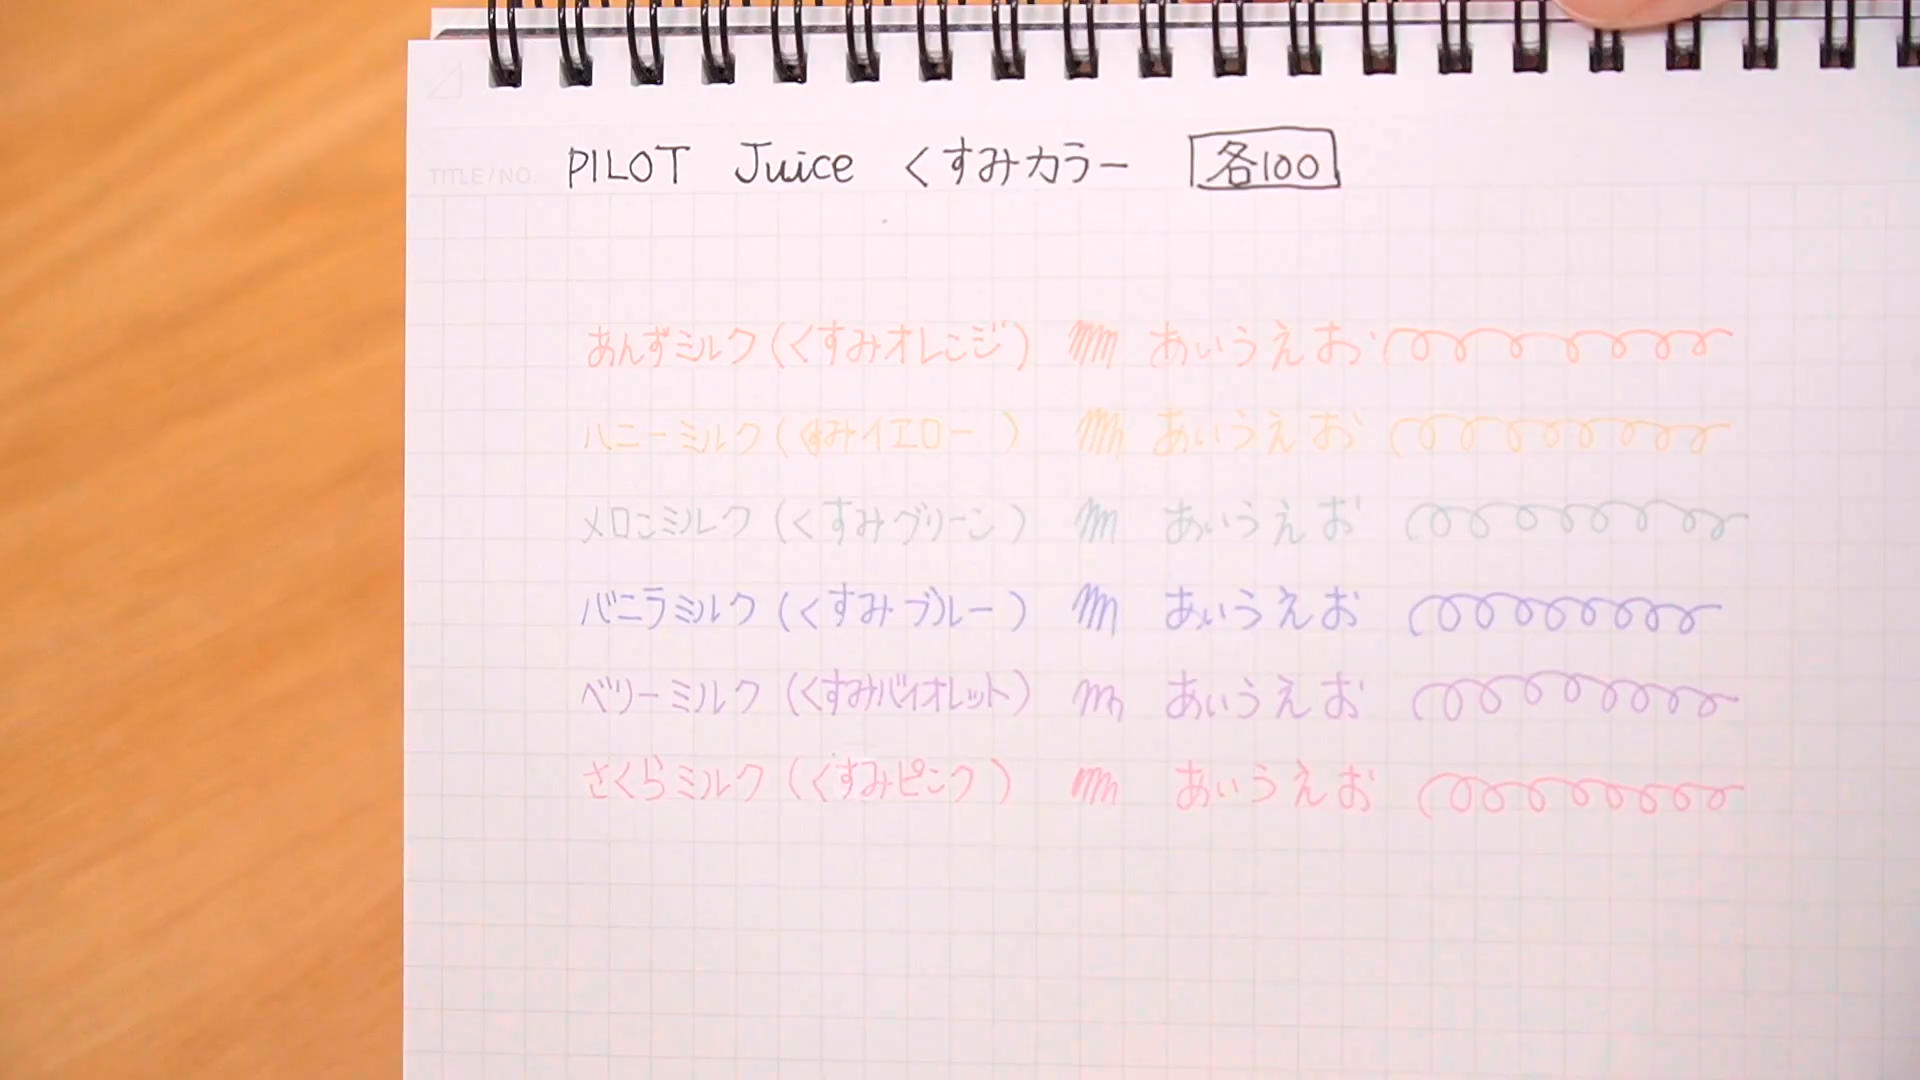 TITLE/NO. PILOT Juice くすみカラー 各100
あんずミルク(くすみオレンジ) あいうえお
ハニーミルク(くすみイエロー) あいうえお
メロンミルク(くすみグリーン) あいうえお
バニラミルク(くすみブルー) あいうえお
ベリーミルク(くすみバイオレット) あいうえお
さくらミルク(くすみピンク) あいうえお